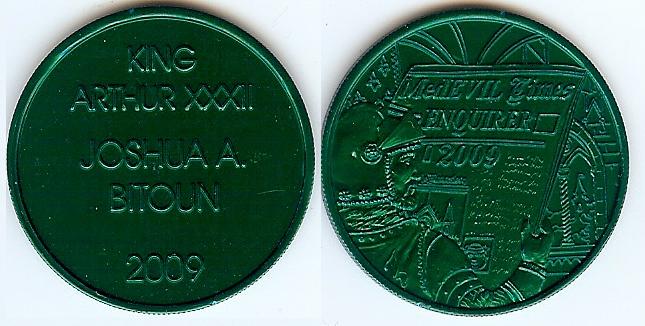 KING
ARTHUR XXXII
JOSHUA A.
BITOUN
2009
MedEVIL Times
ENQUIRER
2009